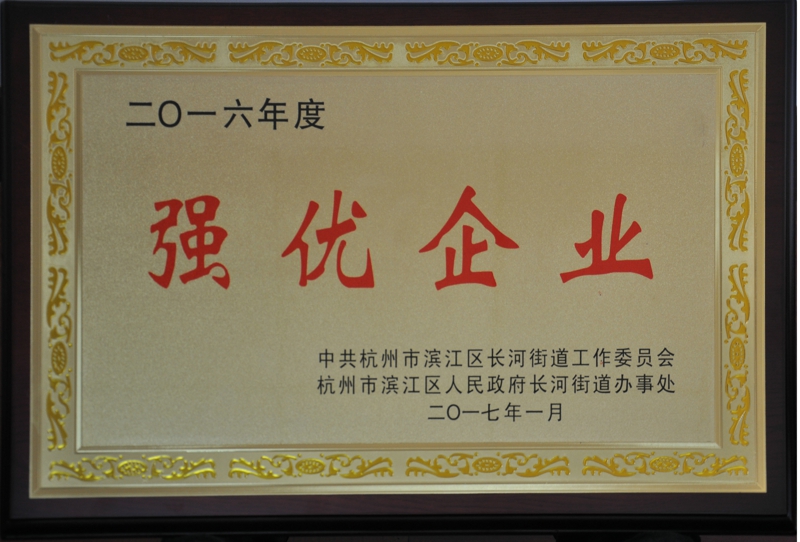 二〇一六年度
强优企业
中共杭州市滨江区长河街道工作委员会
杭州市滨江区人民政府长河街道办事处
二〇一七年一月